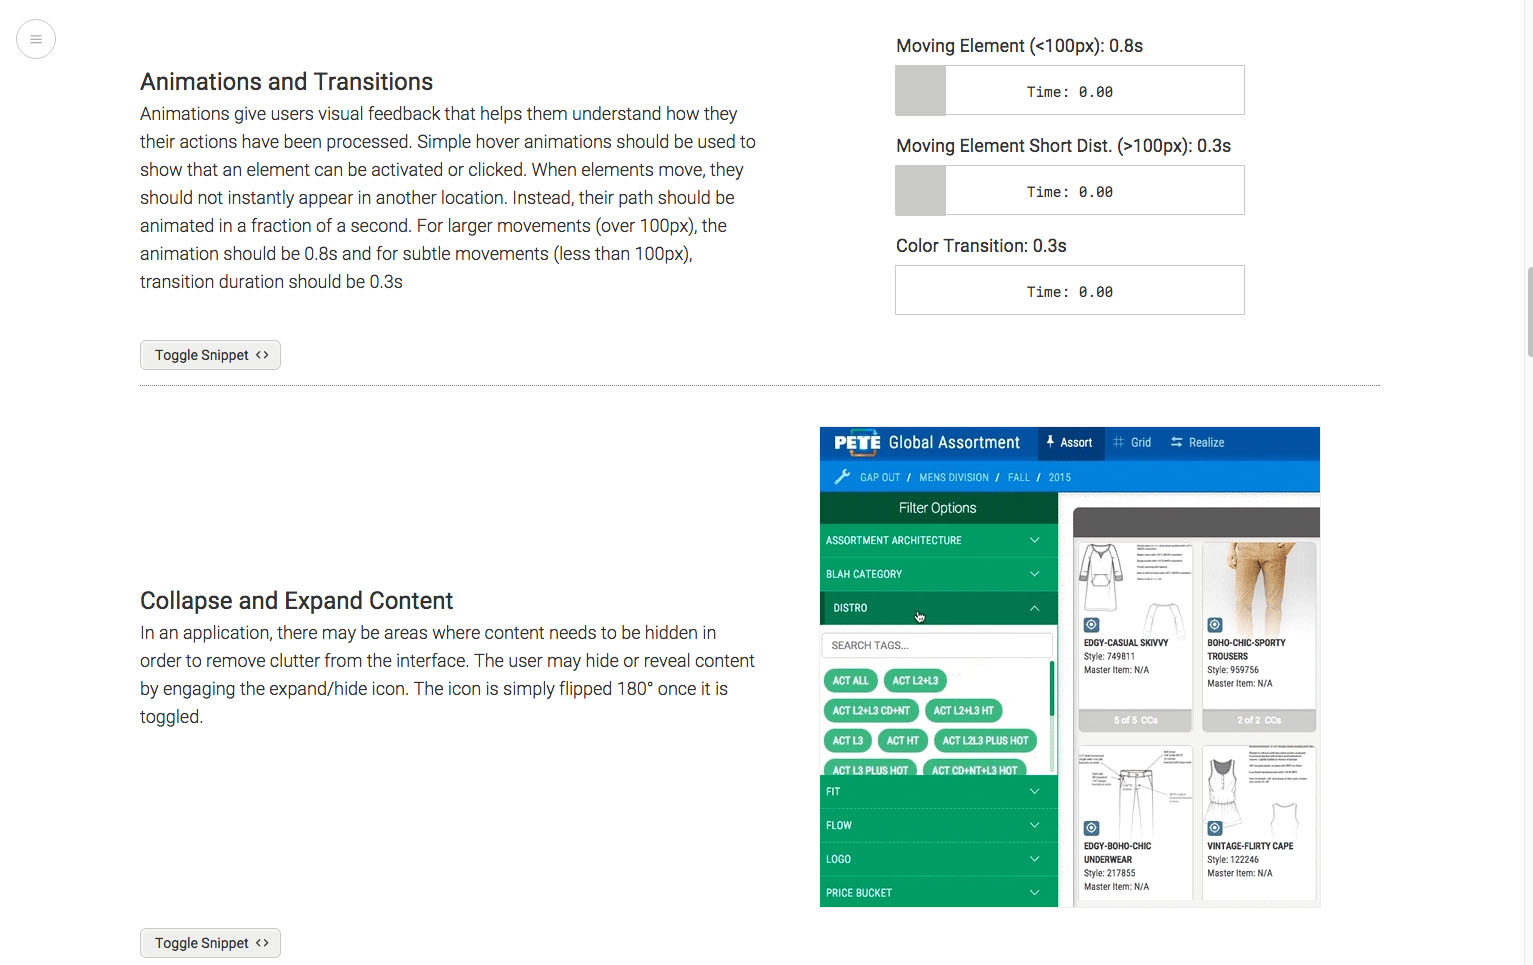 Animations and Transitions
Animations give users visual feedback that helps them understand how they
their actions have been processed. Simple hover animations should be used to
show that an element can be activated or clicked. When elements move, they
should not instantly appear in another location. Instead, their path should be
animated in a fraction of a second. For larger movements (over 100px), the
animation should be 0.8s and for subtle movements (less than 100px),
transition duration should be 0.3s
Toggle Snippet <>
Moving Element (<100px): 0.8s
Time: 0.00
Moving Element Short Dist. (>100px): 0.3s
Time: 0.00
Color Transition: 0.3s
Time: 0.00
Collapse and Expand Content
In an application, there may be areas where content needs to be hidden in
order to remove clutter from the interface. The user may hide or reveal content
by engaging the expand/hide icon. The icon is simply flipped 180° once it is
toggled.
Toggle Snippet <>
PETE Global Assortment
Assort
Grid
Realize
GAP OUT / MENS DIVISION / FALL / 2015
Filter Options
ASSORTMENT ARCHITECTURE
BLAH CATEGORY
DISTRO
SEARCH TAGS...
ACT ALL
ACT L2+L3
ACT L2+L3 CD+NT
ACT L2+L3 HT
ACT L3
ACT HT
ACT L2L3 PLUS HOT
ACT L3 PLUS HOT
ACT CD+NT+L3 HOT
FIT
FLOW
LOGO
PRICE BUCKET
EDGY-CASUAL SKIVVY
Style: 749811
Master Item: N/A
5 of 5 CCs
BOHO-CHIC-SPORTY
TROUSERS
Style: 959756
Master Item: N/A
2 of 2 CCs
EDGY-BOHO-CHIC
UNDERWEAR
Style: 217855
Master Item: N/A
VINTAGE-FLIRTY CAPE
Style: 122246
Master Item: N/A